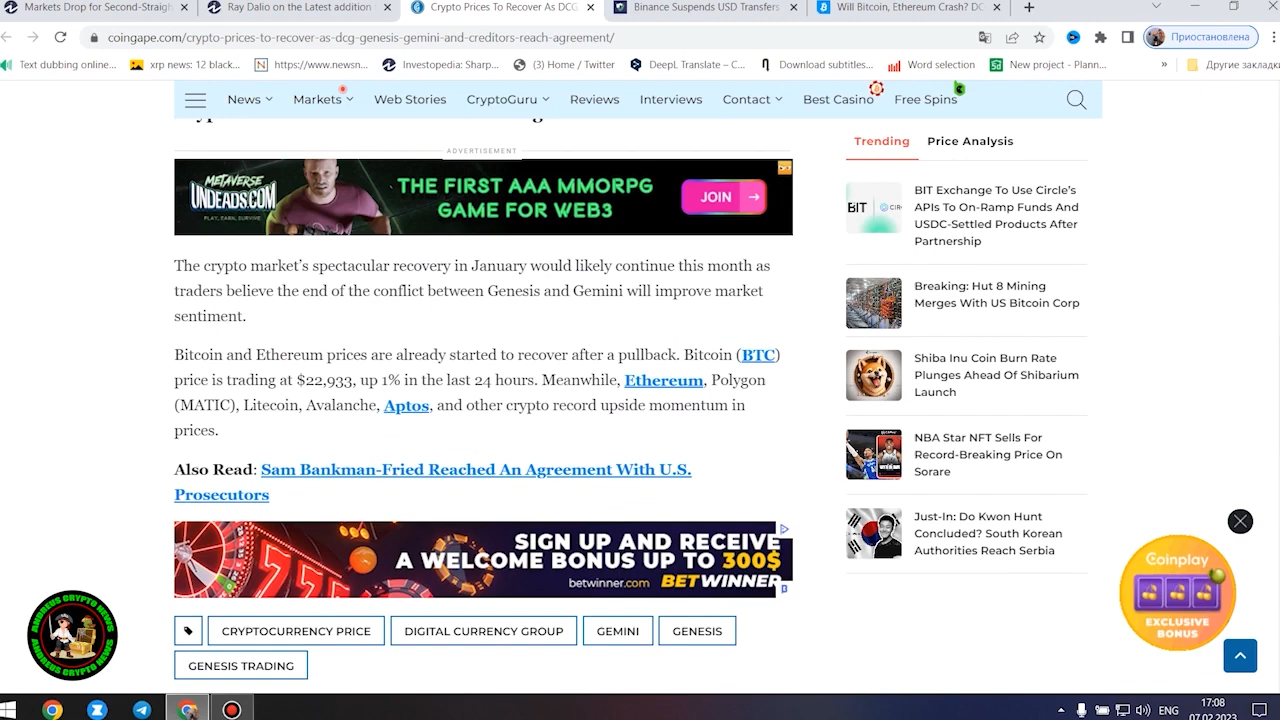 Markets Drop for Second-Straigh
Ray Dalio on the Latest addition
Crypto Prices To Recover As DCG
Binance Suspends USD Transfers
Will Bitcoin, Ethereum Crash? DC
coingape.com/crypto-prices-to-recover-as-dcg-genesis-gemini-and-creditors-reach-agreement/
Приостановлена
Text dubbing online...
xrp news: 12 black...
https://www.newsn...
Investopedia: Sharp...
(3) Home / Twitter
DeepL Translate – C...
Download subtitles...
Word selection
New project - Plann...
»
Другие закладки
News
Markets
Web Stories
CryptoGuru
Reviews
Interviews
Contact
Best Casino
Free Spins
ADVERTISEMENT
METAVERSE
UNDEADS.COM
PLAY, EARN, SURVIVE
THE FIRST AAA MMORPG
GAME FOR WEB3
JOIN
The crypto market's spectacular recovery in January would likely continue this month as
traders believe the end of the conflict between Genesis and Gemini will improve market
sentiment.
Bitcoin and Ethereum prices are already started to recover after a pullback. Bitcoin (BTC)
price is trading at $22,933, up 1% in the last 24 hours. Meanwhile, Ethereum, Polygon
(MATIC), Litecoin, Avalanche, Aptos, and other crypto record upside momentum in
prices.
Also Read: Sam Bankman-Fried Reached An Agreement With U.S.
Prosecutors
SIGN UP AND RECEIVE
A WELCOME BONUS UP TO 300$
betwinner.com BETWINNER
CRYPTOCURRENCY PRICE
DIGITAL CURRENCY GROUP
GEMINI
GENESIS
GENESIS TRADING
Trending
Price Analysis
BIT
CIR
BIT Exchange To Use Circle's
APIs To On-Ramp Funds And
USDC-Settled Products After
Partnership
Breaking: Hut 8 Mining
Merges With US Bitcoin Corp
Shiba Inu Coin Burn Rate
Plunges Ahead Of Shibarium
Launch
NBA Star NFT Sells For
Record-Breaking Price On
Sorare
Just-In: Do Kwon Hunt
Concluded? South Korean
Authorities Reach Serbia
Coinplay
EXCLUSIVE
BONUS
ANDREUS CRYPTO NEWS
ANDREUS CRYPTO NEWS
ENG
17:08
07.02.2023